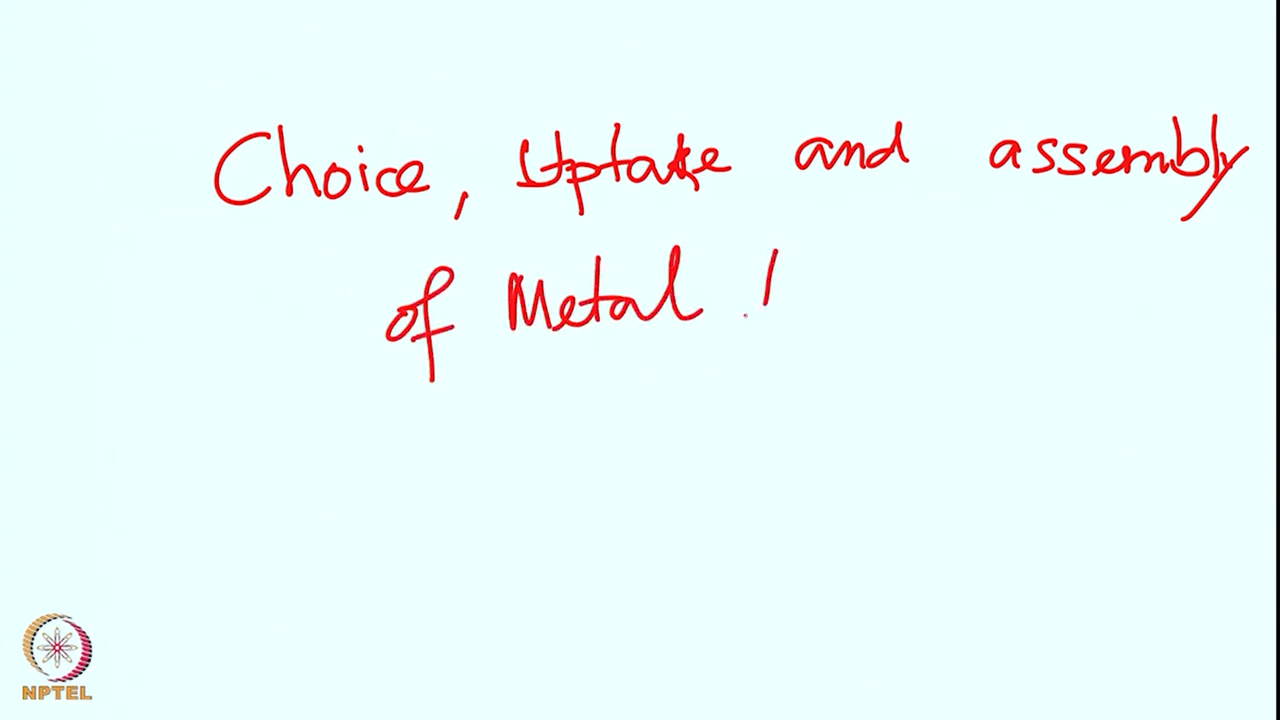 Choice, Uptake and assembly
of Metal
NPTEL